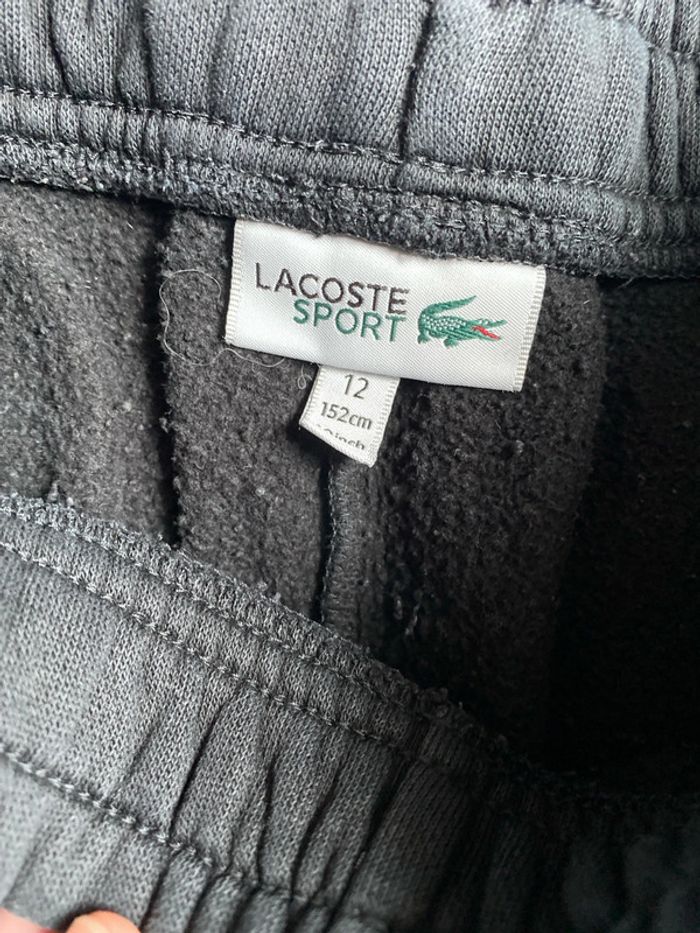 LACOSTE
SPORT
12
152cm